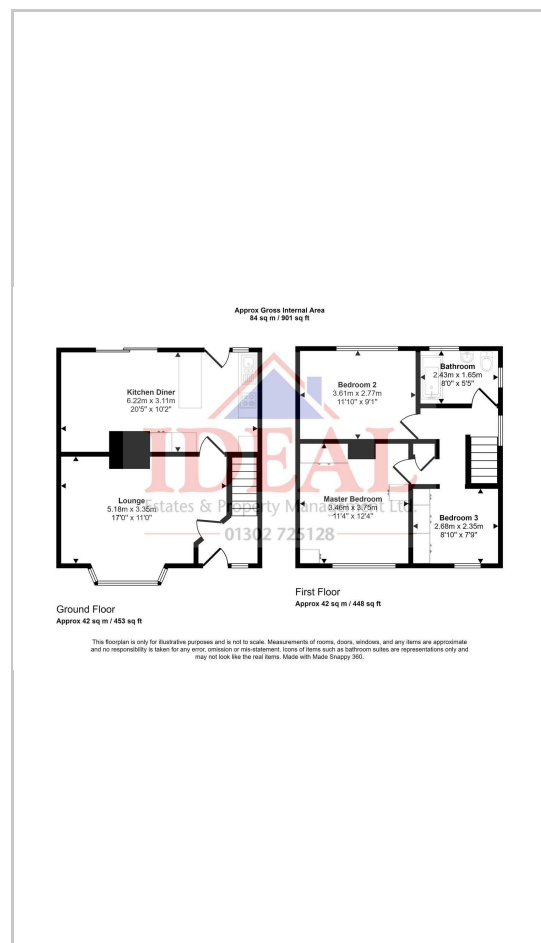 Approx Gross Internal Area
84 sq m / 901 sq ft
Kitchen Diner
6.22m x 3.11m
20'5" x 10'2"
Lounge
5.18m x 3.35m
17'0" x 11'0"
Bedroom 2
3.61m x 2.77m
11'10" x 9'1"
Bathroom
2.43m x 1.65m
8'0" x 5'5"
Master Bedroom
3.46m x 3.75m
11'4" x 12'4"
Bedroom 3
2.68m x 2.35m
8'10" x 7'9"
IDEAL
Estates & Property Management Ltd.
01302 725128
Ground Floor
Approx 42 sq m / 453 sq ft
First Floor
Approx 42 sq m / 448 sq ft
This floorplan is only for illustrative purposes and is not to scale. Measurements of rooms, doors, windows, and any items are approximate
and no responsibility is taken for any error, omission or mis-statement. Icons of items such as bathroom suites are representations only and
may not look like the real items. Made with Made Snappy 360.